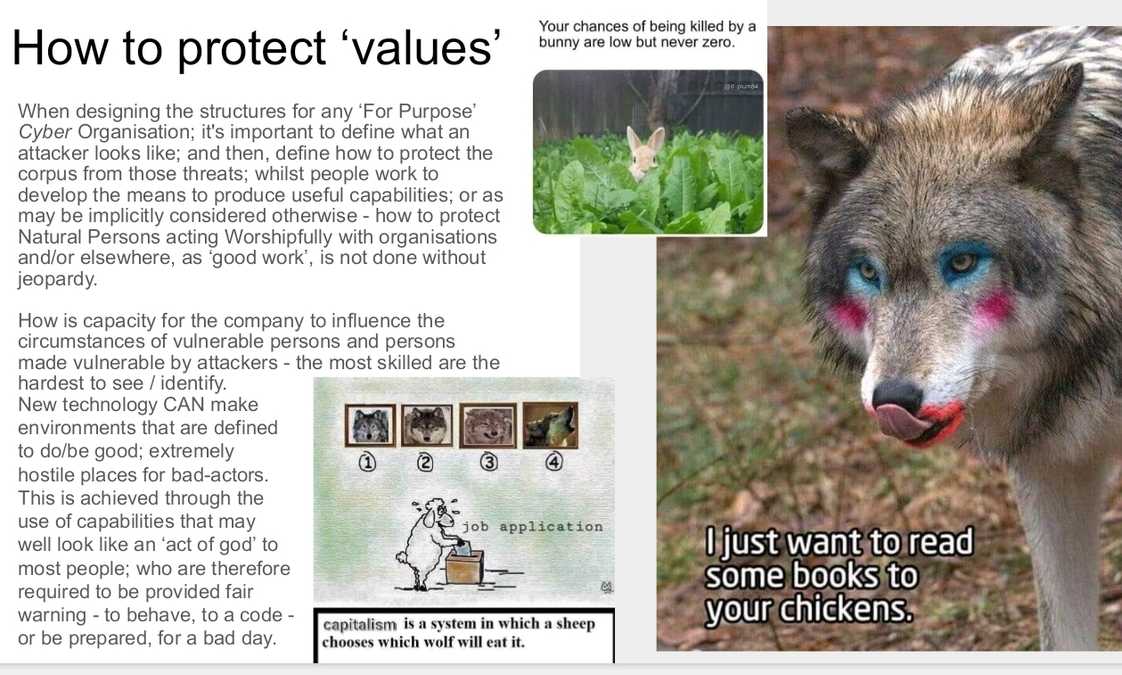 How to protect ‘values’
When designing the structures for any ‘For Purpose’
Cyber Organisation; it's important to define what an
attacker looks like; and then, define how to protect the
corpus from those threats; whilst people work to
develop the means to produce useful capabilities; or as
may be implicitly considered otherwise - how to protect
Natural Persons acting Worshipfully with organisations
and/or elsewhere, as ‘good work’, is not done without
jeopardy.
How is capacity for the company to influence the
circumstances of vulnerable persons and persons
made vulnerable by attackers - the most skilled are the
hardest to see / identify.
New technology CAN make
environments that are defined
to do/be good; extremely
hostile places for bad-actors.
This is achieved through the
use of capabilities that may
well look like an ‘act of god’ to
most people; who are therefore
required to be provided fair
warning - to behave, to a code -
or be prepared, for a bad day.
Your chances of being killed by a
bunny are low but never zero.
1 2 3 4
job application
capitalism is a system in which a sheep
chooses which wolf will eat it.
I just want to read
some books to
your chickens.